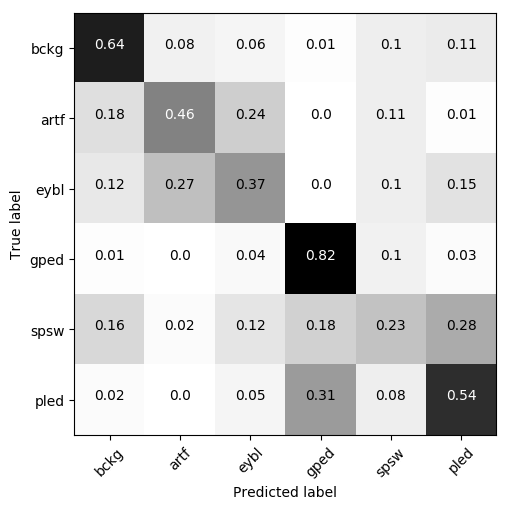 bckg 0.64 0.08 0.06 0.01 0.1 0.11
artf 0.18 0.46 0.24 0.0 0.11 0.01
eybl 0.12 0.27 0.37 0.0 0.1 0.15
gped 0.01 0.0 0.04 0.82 0.1 0.03
spsw 0.16 0.02 0.12 0.18 0.23 0.28
pled 0.02 0.0 0.05 0.31 0.08 0.54
True label
bckg artf eybl gped spsw pled
Predicted label